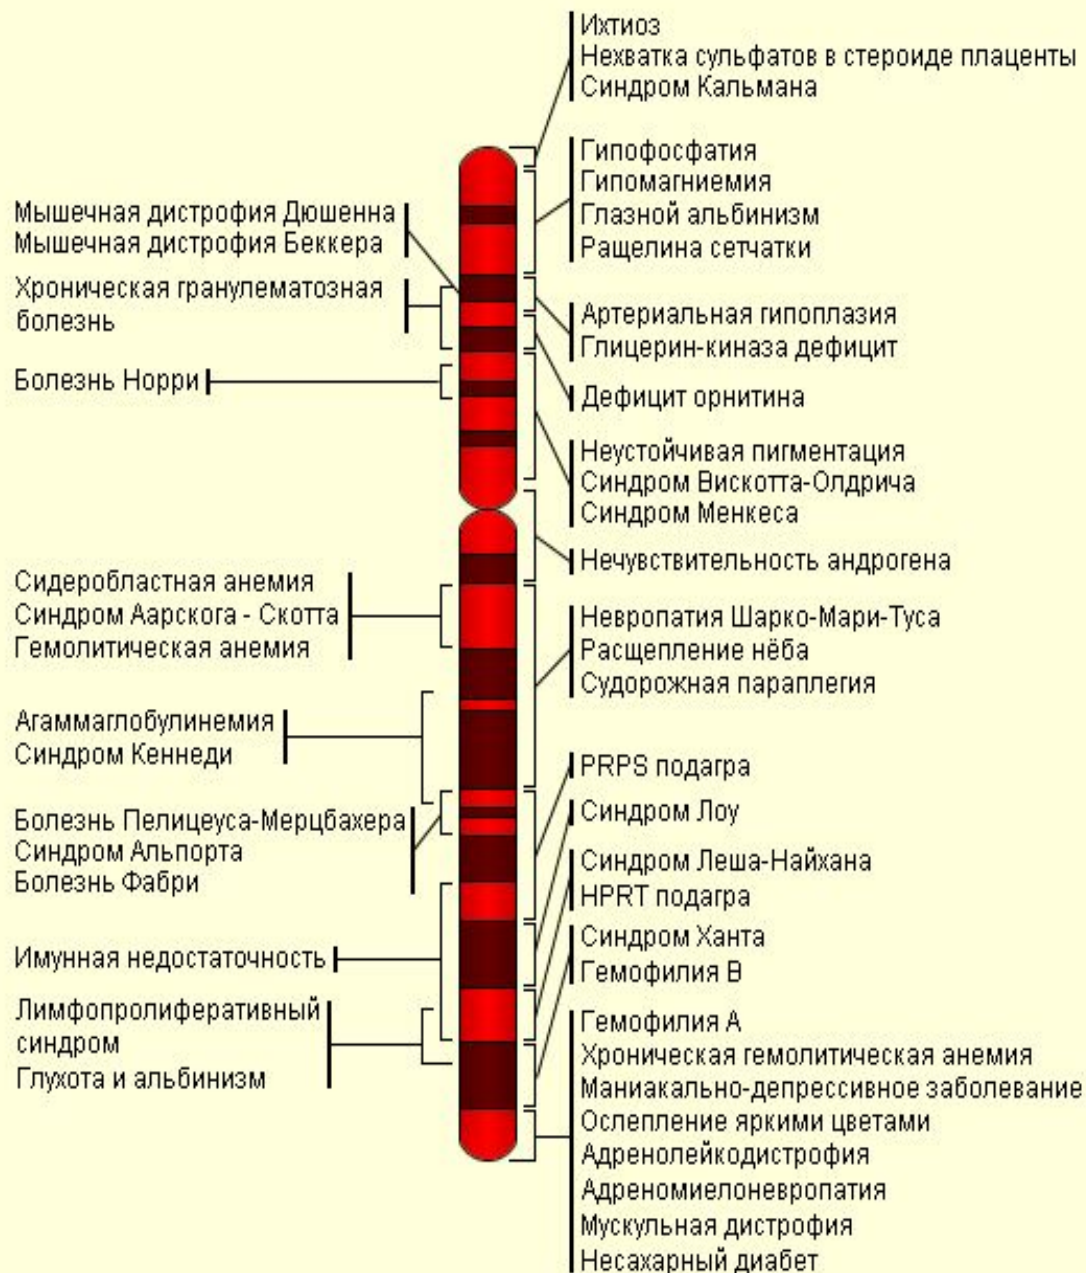 Ихтиоз
Нехватка сульфатов в стероиде плаценты
Синдром Кальмана
Гипофосфатия
Гипомагниемия
Глазной альбинизм
Ращелина сетчатки
Мышечная дистрофия Дюшенна
Мышечная дистрофия Беккера
Хроническая гранулематозная
болезнь
Болезнь Норри
Артериальная гипоплазия
Глицерин-киназа дефицит
Дефицит орнитина
Неустойчивая пигментация
Синдром Вискотта-Олдрича
Синдром Менкеса
Нечувствительность андрогена
Сидеробластная анемия
Синдром Аарскога - Скотта
Гемолитическая анемия
Невропатия Шарко-Мари-Туса
Расщепление нёба
Судорожная параплегия
Агаммаглобулинемия
Синдром Кеннеди
Болезнь Пелицеуса-Мерцбахера
Синдром Альпорта
Болезнь Фабри
PRPS подагра
Синдром Лоу
Синдром Леша-Найхана
HPRT подагра
Синдром Ханта
Гемофилия В
Имунная недостаточность
Лимфопролиферативный
синдром
Глухота и альбинизм
Гемофилия А
Хроническая гемолитическая анемия
Маниакально-депрессивное заболевание
Ослепление яркими цветами
Адренолейкодистрофия
Адреномиелоневропатия
Мускульная дистрофия
Несахарный диабет